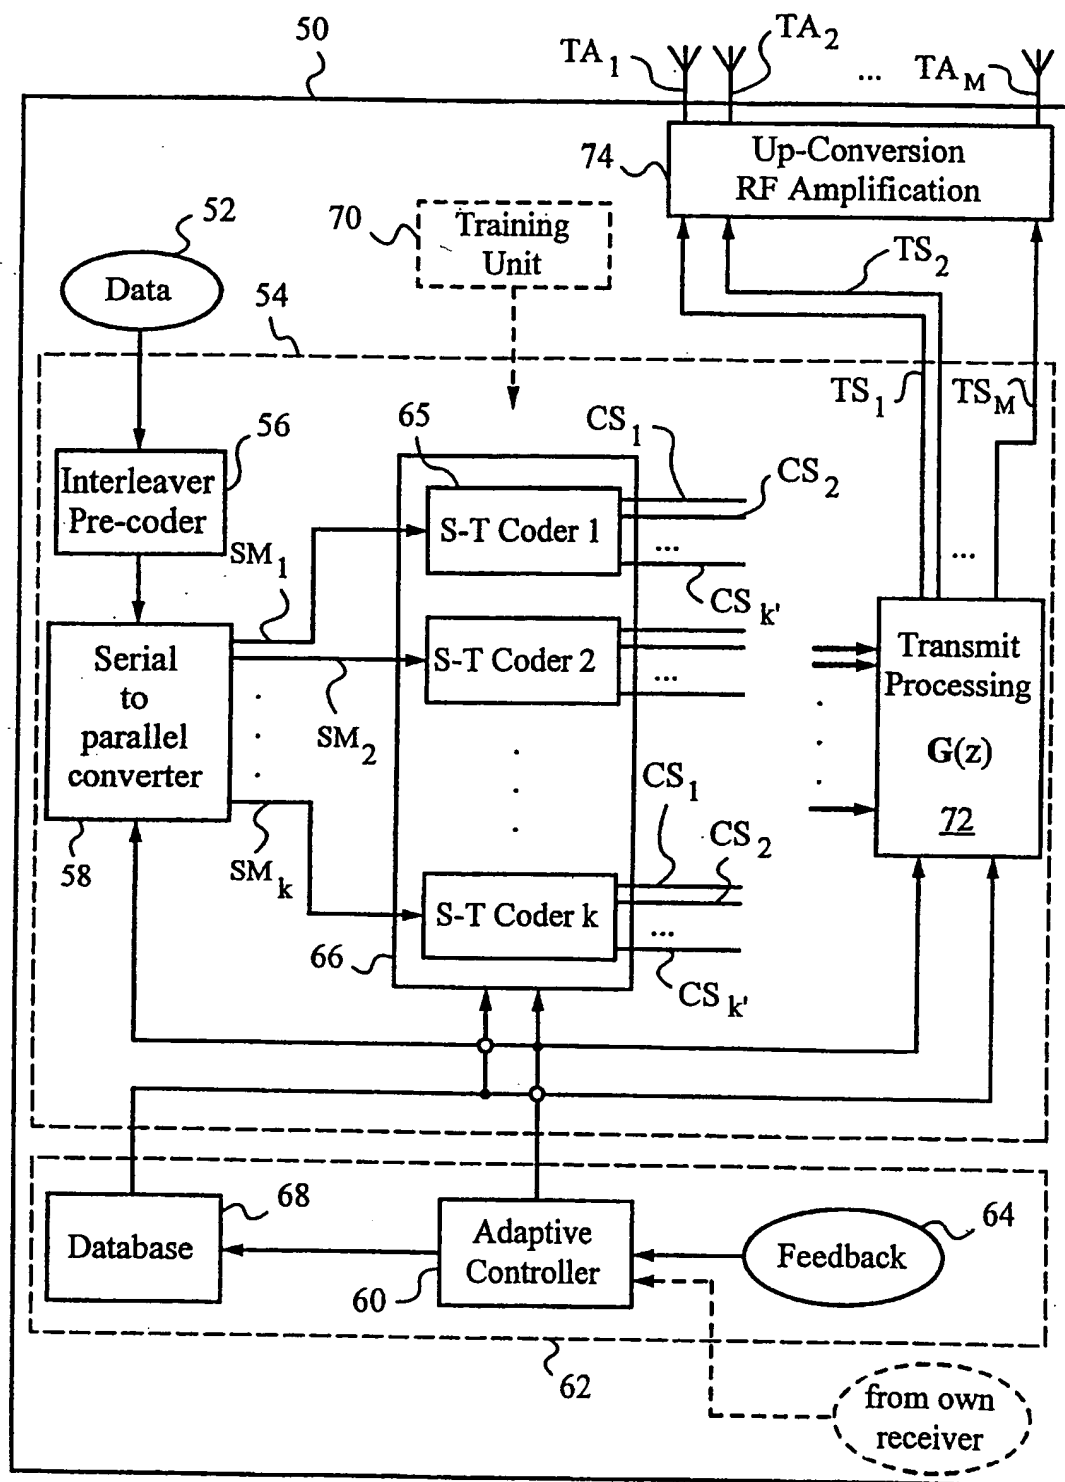 50
TA1
TA2
...
TAM
74
Up-Conversion
RF Amplification
52
Data
70
Training
Unit
TS2
54
TS1
TSM
56
Interleaver
Pre-coder
65
S-T Coder 1
CS1
CS2
...
CSk'
SM1
...
Serial
to
parallel
converter
58
SM2
SMk
S-T Coder 2
...
Transmit
Processing
G(z)
72
S-T Coder k
CS1
CS2
...
CSk'
66
68
Database
Adaptive
Controller
60
Feedback
64
62
from own
receiver